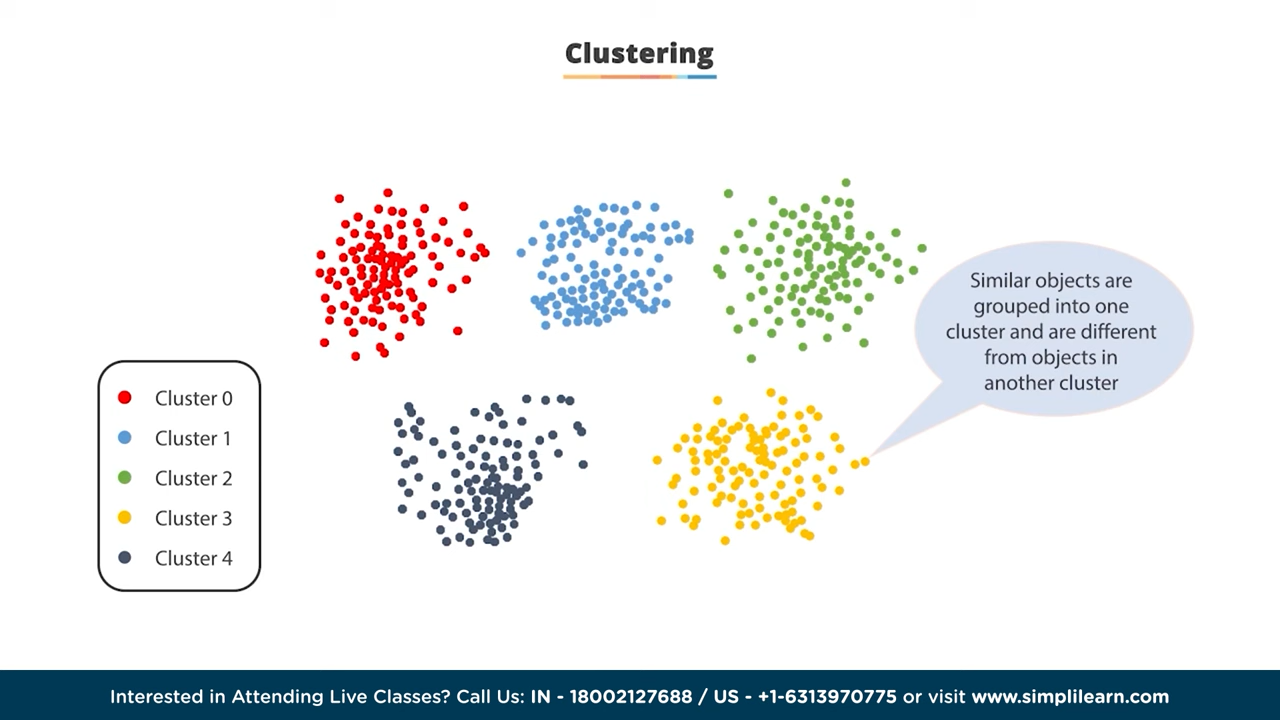 Clustering
Similar objects are
grouped into one
cluster and are different
from objects in
another cluster
Cluster 0
Cluster 1
Cluster 2
Cluster 3
Cluster 4
Interested in Attending Live Classes? Call Us: IN - 18002127688 / US - +1-6313970775 or visit www.simplilearn.com